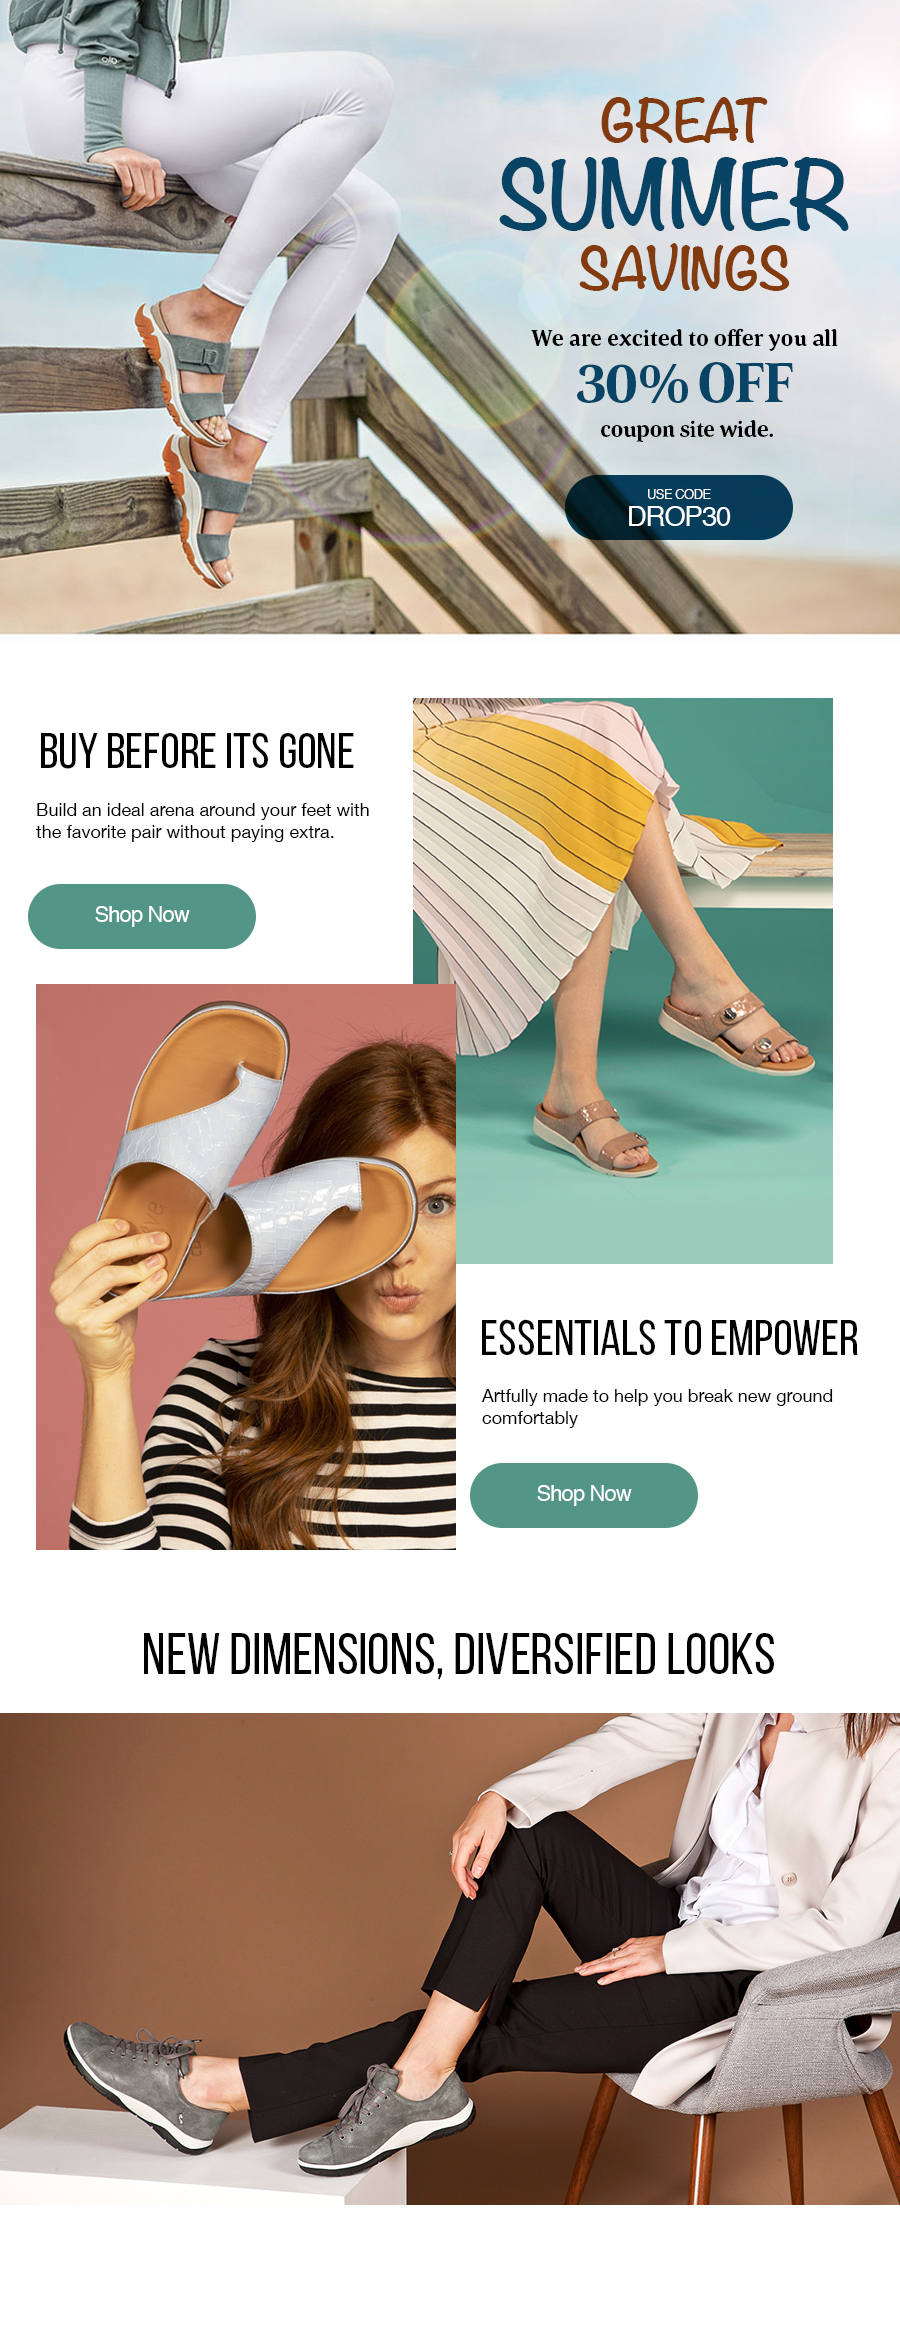 GREAT
SUMMER
SAVINGS
We are excited to offer you all
30% OFF
coupon site wide.
USE CODE
DROP30
BUY BEFORE ITS GONE
Build an ideal arena around your feet with
the favorite pair without paying extra.
Shop Now
ESSENTIALS TO EMPOWER
Artfully made to help you break new ground
comfortably
Shop Now
NEW DIMENSIONS, DIVERSIFIED LOOKS